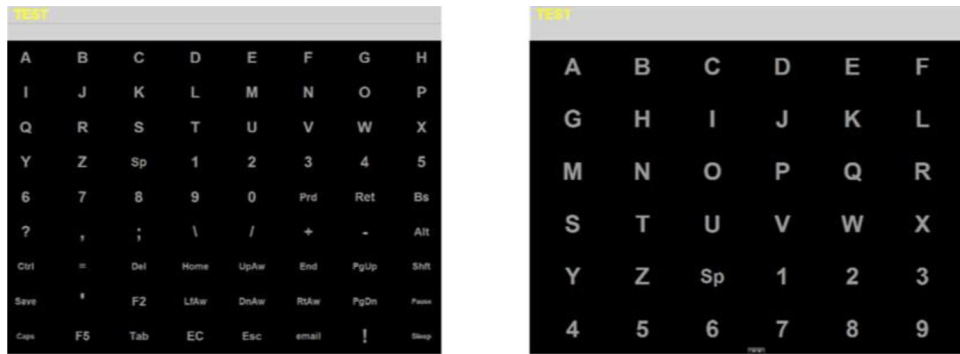 TEST
A B C D E F G H
I J K L M N O P
Q R S T U V W X
Y Z Sp 1 2 3 4 5
6 7 8 9 0 Prd Ret Bs
? , ; \ / + - Alt
Ctrl = Del Home UpAw End PgUp Shft
Save ' F2 LfAw DnAw RtAw PgDn Pause
Caps F5 Tab EC Esc email ! Sleep
TEST
A B C D E F
G H I J K L
M N O P Q R
S T U V W X
Y Z Sp 1 2 3
4 5 6 7 8 9